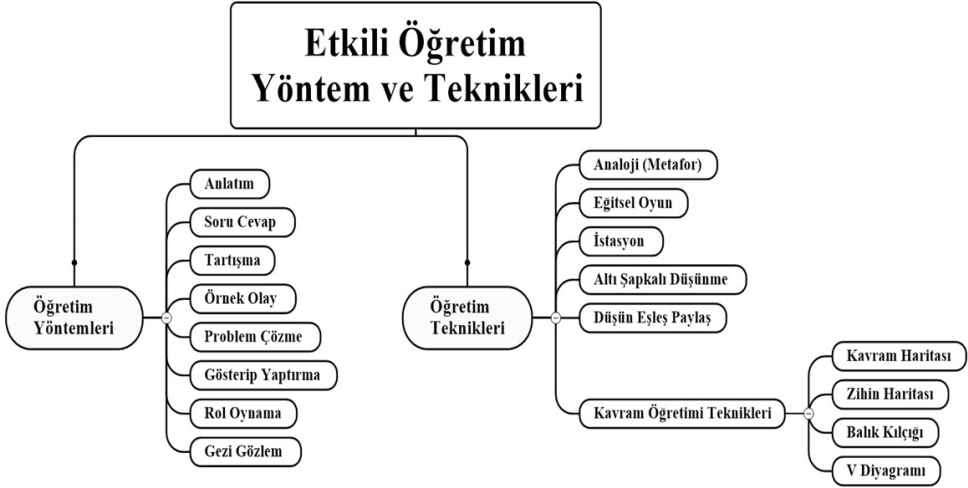 Etkili Öğretim
Yöntem ve Teknikleri
Öğretim
Yöntemleri
Anlatım
Soru Cevap
Tartışma
Örnek Olay
Problem Çözme
Gösterip Yaptırma
Rol Oynama
Gezi Gözlem
Öğretim
Teknikleri
Analoji (Metafor)
Eğitsel Oyun
İstasyon
Altı Şapkalı Düşünme
Düşün Eşleş Paylaş
Kavram Öğretimi Teknikleri
Kavram Haritası
Zihin Haritası
Balık Kılçığı
V Diyagramı